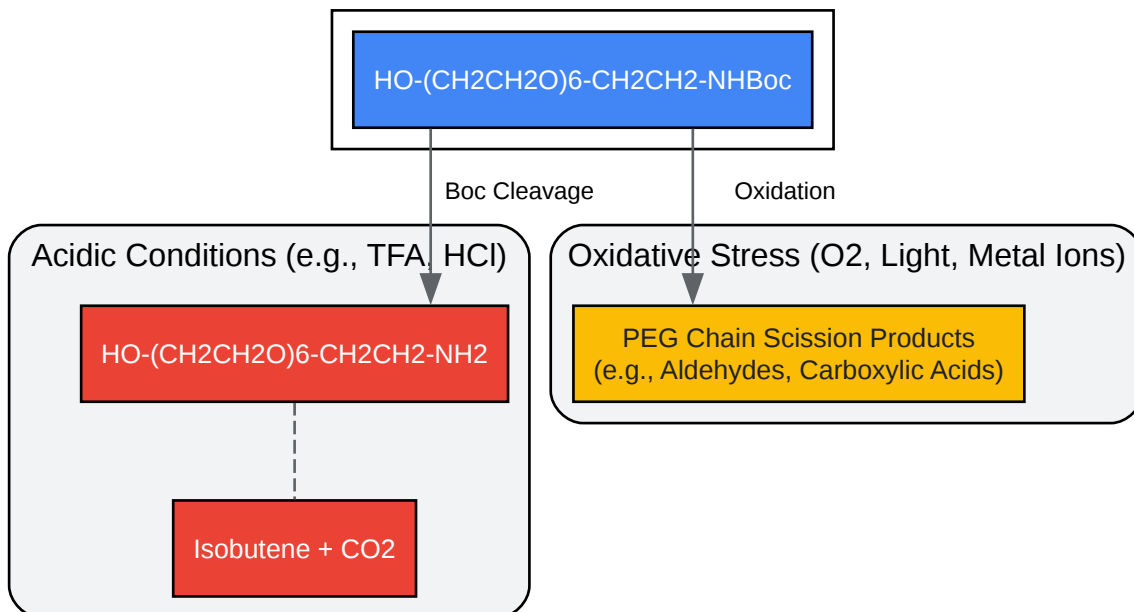 HO-(CH2CH2O)6-CH2CH2-NHBoc
Boc Cleavage
Oxidation
Acidic Conditions (e.g., TFA, HCl)
Oxidative Stress (O2, Light, Metal Ions)
HO-(CH2CH2O)6-CH2CH2-NH2
PEG Chain Scission Products
(e.g., Aldehydes, Carboxylic Acids)
Isobutene + CO2